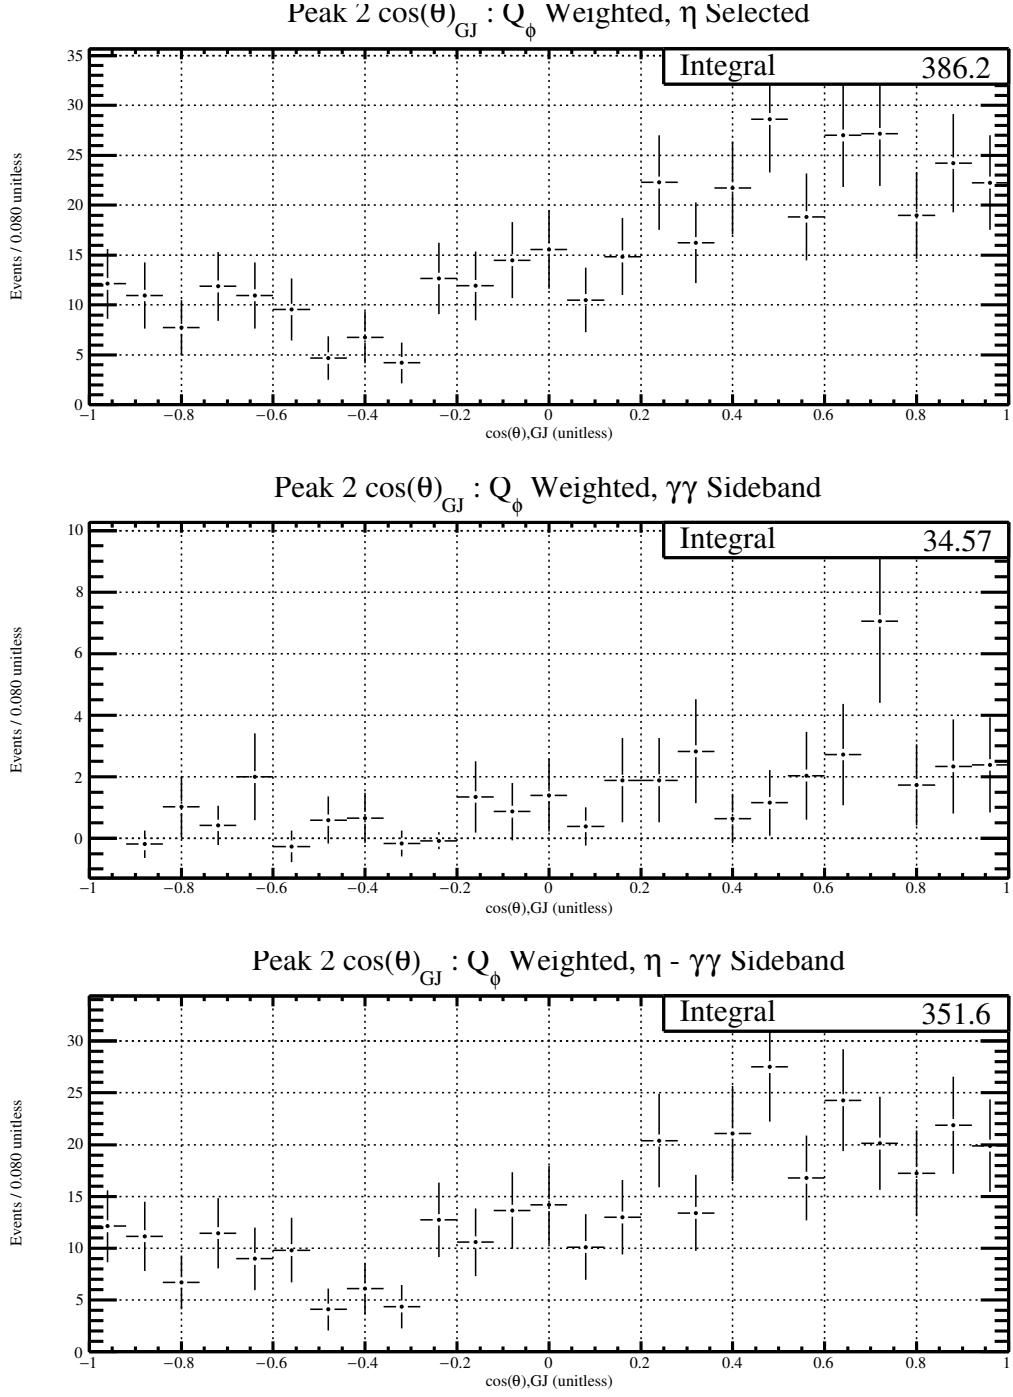 Peak 2 cos(θ)GJ : Qϕ Weighted, η Selected
Integral 386.2
35
30
25
20
15
10
5
0
Events / 0.080 unitless
−1 −0.8 −0.6 −0.4 −0.2 0 0.2 0.4 0.6 0.8 1
cos(θ),GJ (unitless)
Peak 2 cos(θ)GJ : Qϕ Weighted, γγ Sideband
Integral 34.57
10
8
6
4
2
0
Events / 0.080 unitless
−1 −0.8 −0.6 −0.4 −0.2 0 0.2 0.4 0.6 0.8 1
cos(θ),GJ (unitless)
Peak 2 cos(θ)GJ : Qϕ Weighted, η - γγ Sideband
Integral 351.6
30
25
20
15
10
5
0
Events / 0.080 unitless
−1 −0.8 −0.6 −0.4 −0.2 0 0.2 0.4 0.6 0.8 1
cos(θ),GJ (unitless)